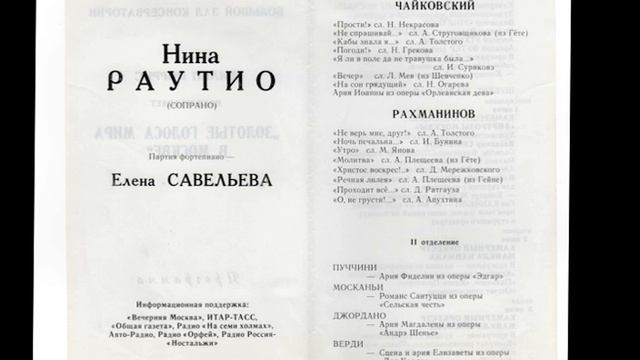 Нина
РАУТИО
(СОПРАНО)
Партия фортепиано —
Елена САВЕЛЬЕВА
Информационная поддержка:
«Вечерняя Москва», ИТАР-ТАСС,
«Общая газета», Радио «На семи холмах»,
Авто-Радио, Радио «Орфей», Радио Россия-
«Ностальжи»
ЧАЙКОВСКИЙ
«Прости!» сл. Н. Некрасова
«Не спрашивай...» сл. А. Струговщикова (из Гёте)
«Кабы знала я...» сл. А. Толстого
«Погоди!» сл. Н. Грекова
«Я ли в поле да не травушка была...»
сл. И. Сурикова
«Вечер» сл. Л. Мея (из Шевченко)
«На сон грядущий» сл. Н. Огарева
Ария Иоанны из оперы «Орлеанская дева»
РАХМАНИНОВ
«Не верь мне, друг!» сл. А. Толстого
«Ночь печальна...» сл. И. Бунина
«Утро» сл. М. Янова
«Молитва» сл. А. Плещеева (из Гёте)
«Христос воскрес!..» сл. Д. Мережковского
«Речная лилея» сл. А. Плещеева (из Гейне)
«Проходит всё...» сл. Д. Ратгауза
«О, не грусти!...» сл. А. Апухтина
II отделение
ПУЧЧИНИ
— Ария Фиделии из оперы «Эдгар»
МОСКАНЬИ
— Романс Сантуцци из оперы
«Сельская честь»
ДЖОРДАНО
— Ария Магдалены из оперы
«Андрэ Шенье»
ВЕРДИ
— Сцена и ария Елизаветы из оперы